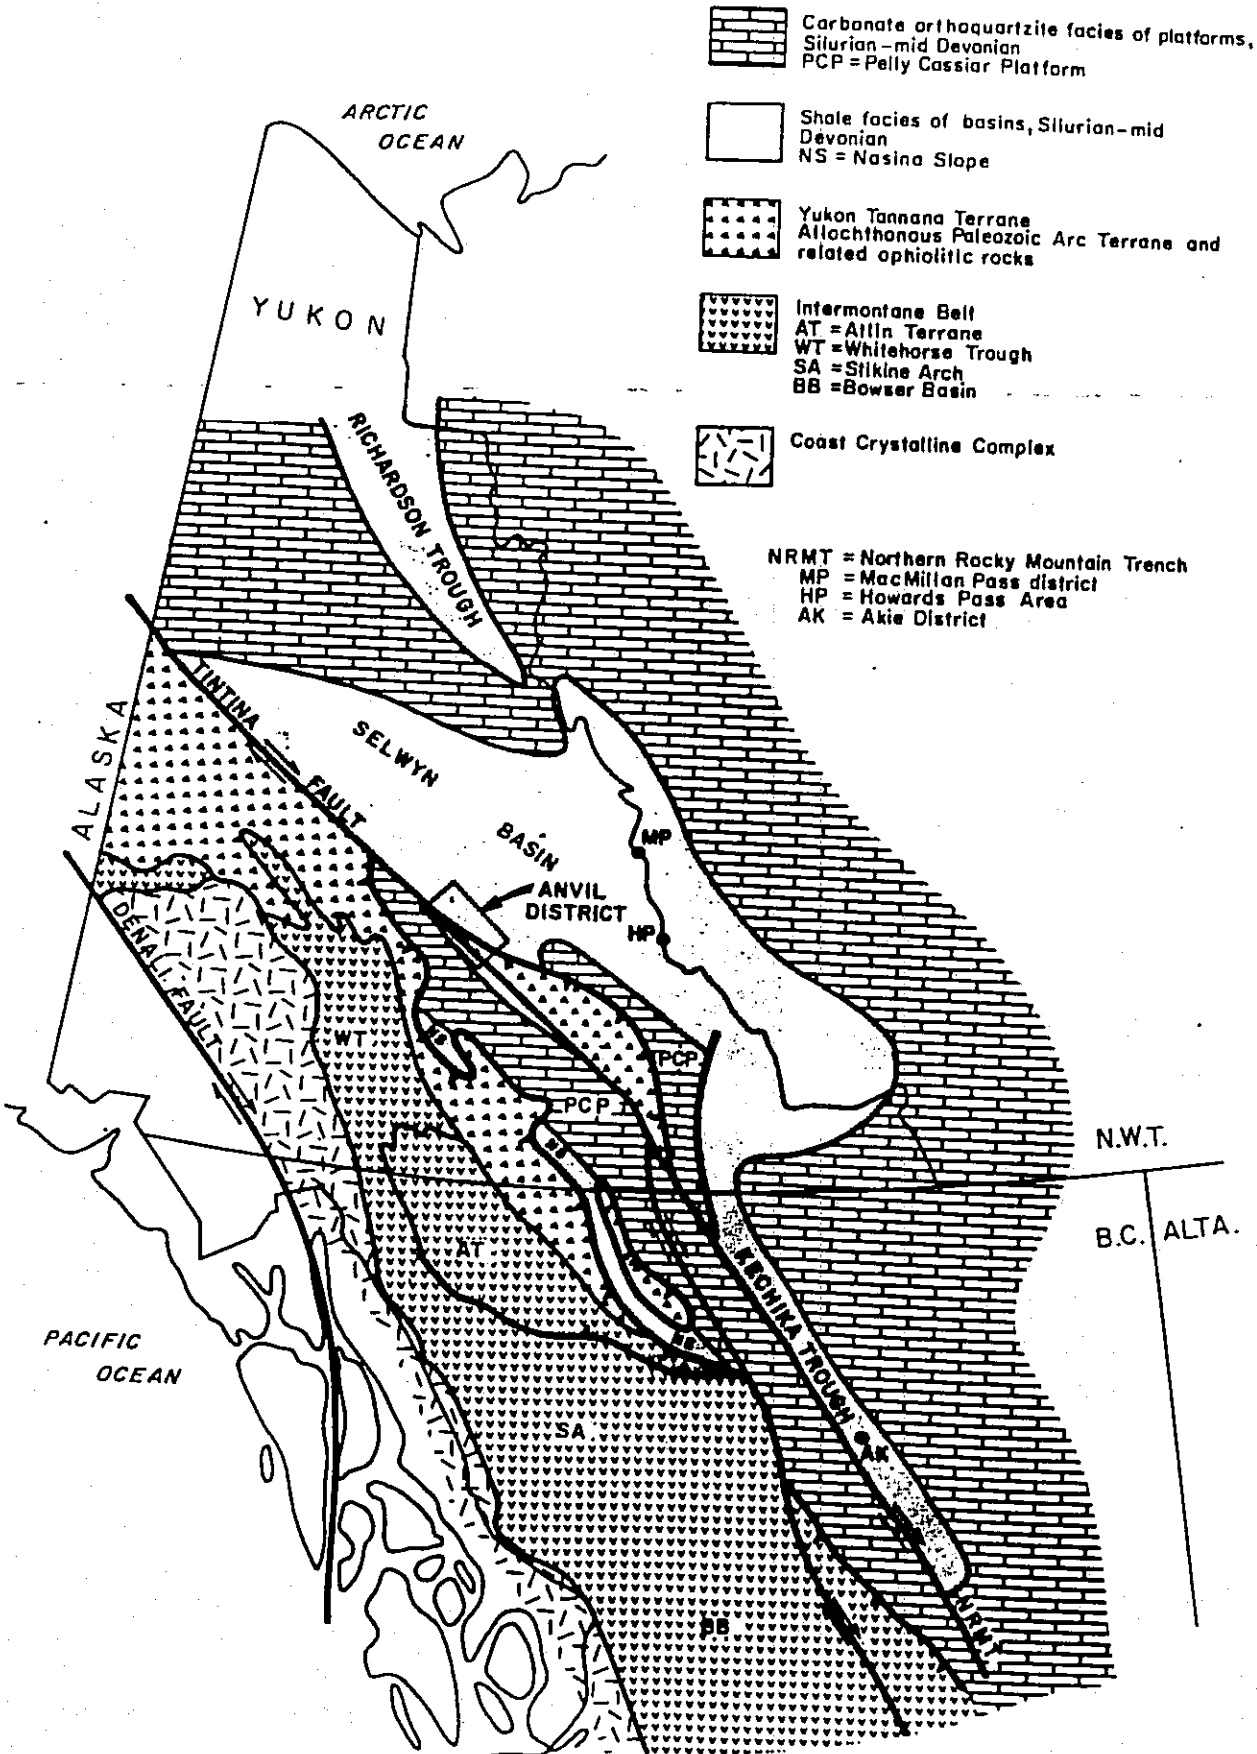 Carbonate orthoquartzite facies of platforms,
Silurian-mid Devonian
PCP = Pelly Cassiar Platform
Shale facies of basins, Silurian-mid
Devonian
NS = Nasina Slope
Yukon Tannana Terrane
Allochthonous Paleozoic Arc Terrane and
related ophiolitic rocks
Intermontane Belt
AT = Atlin Terrane
WT = Whitehorse Trough
SA = Stikine Arch
BB = Bowser Basin
Coast Crystalline Complex
NRMT = Northern Rocky Mountain Trench
MP = MacMillan Pass district
HP = Howards Pass Area
AK = Akie District
ARCTIC
OCEAN
YUKON
RICHARDSON TROUGH
ALASKA
TINTINA FAULT
SELWYN
BASIN
MP
ANVIL
DISTRICT
HP
DENALI FAULT
WT
NS
PCP
PCP
NS
N.W.T.
B.C.
ALTA.
AT
KECHIKA TROUGH
PACIFIC
OCEAN
SA
AK
BB
NRMT